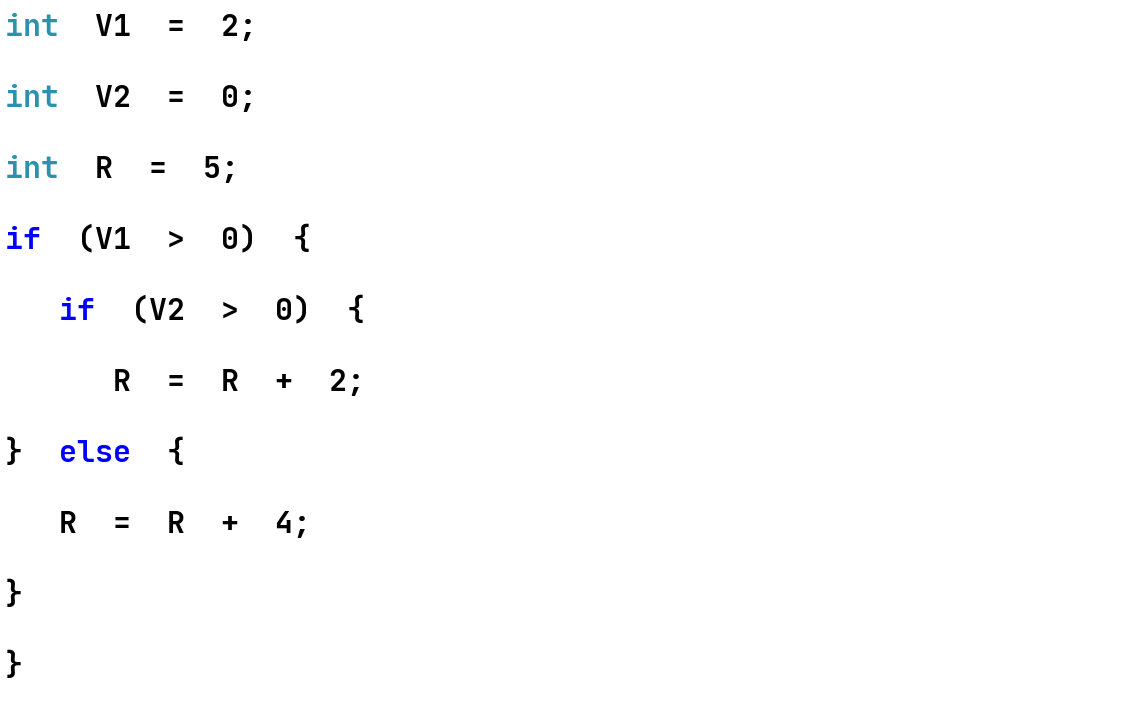 int V1 = 2;
int V2 = 0;
int R = 5;
if (V1 > 0) {
   if (V2 > 0) {
      R = R + 2;
} else {
   R = R + 4;
}
}